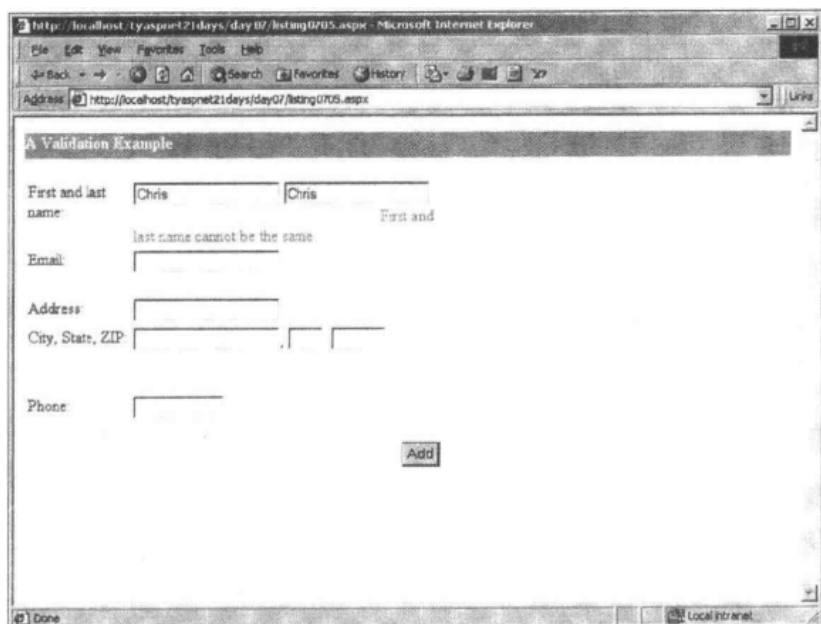 http://localhost/tyaspnet21days/day07/listing0705.aspx - Microsoft Internet Explorer
File Edit View Favorites Tools Help
Back Search Favorites History
Address http://localhost/tyaspnet21days/day07/listing0705.aspx Links
A Validation Example
First and last Chris Chris
name: First and
last name cannot be the same
Email:
Address:
City, State, ZIP: ,
Phone:
Add
Done Local intranet